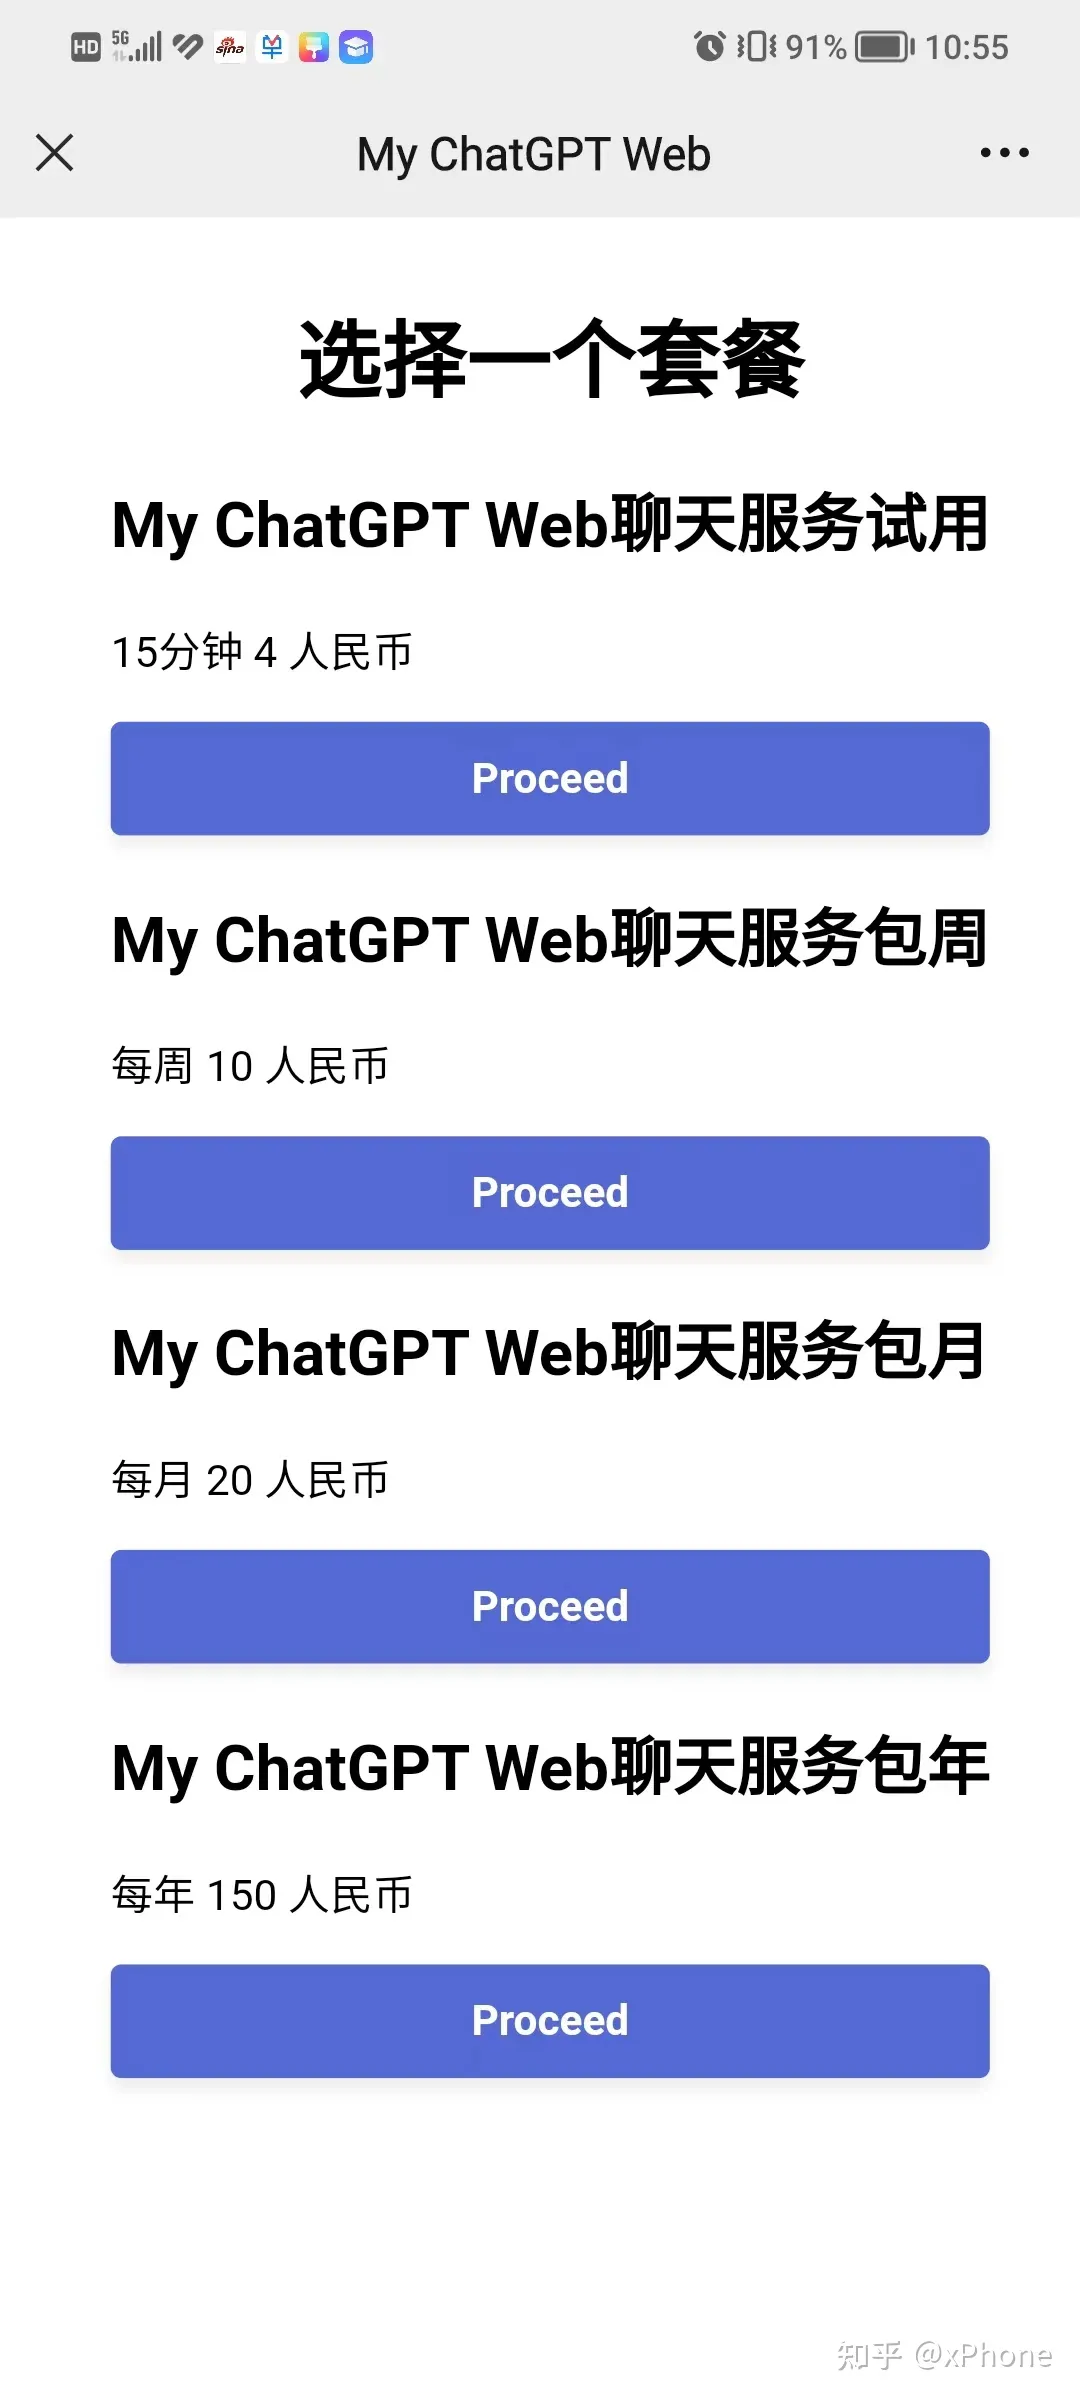 HD 5G sina 91% 10:55
My ChatGPT Web
选择一个套餐
My ChatGPT Web聊天服务试用
15分钟 4 人民币
Proceed
My ChatGPT Web聊天服务包周
每周 10 人民币
Proceed
My ChatGPT Web聊天服务包月
每月 20 人民币
Proceed
My ChatGPT Web聊天服务包年
每年 150 人民币
Proceed
知乎 @xPhone